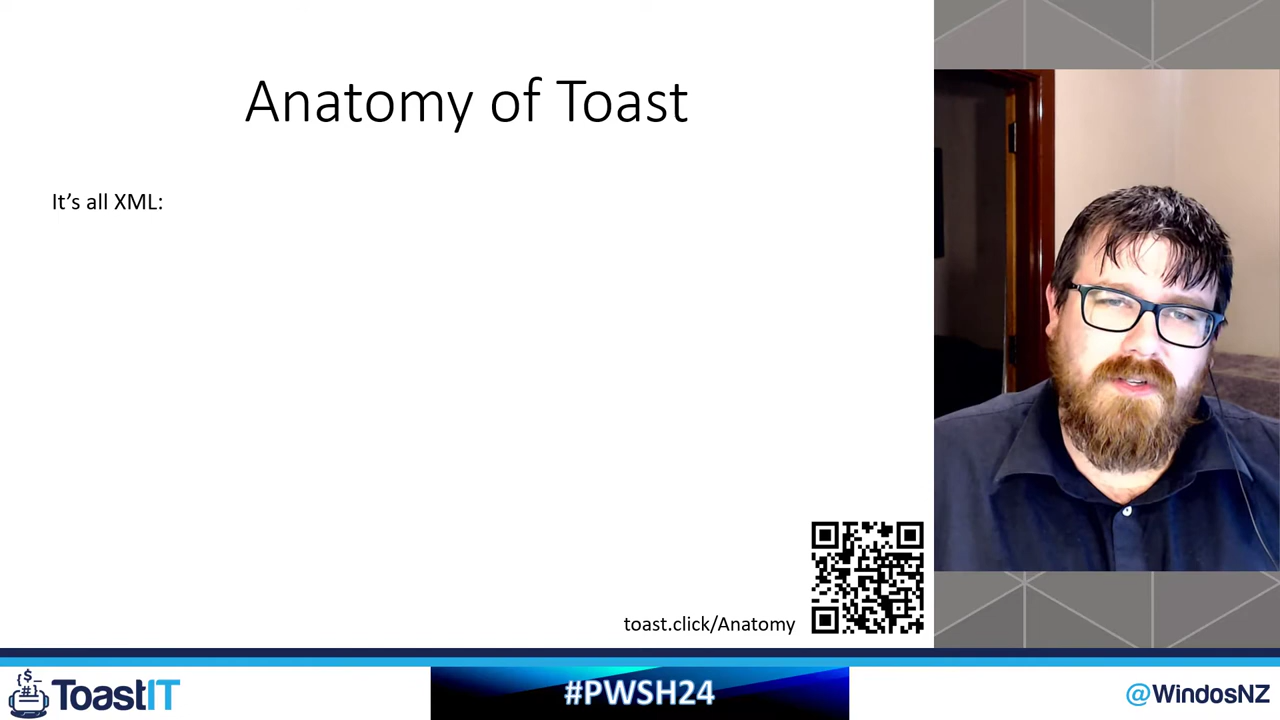 Anatomy of Toast
It's all XML:
toast.click/Anatomy
{$}
ToastIT
#PWSH24
@WindosNZ